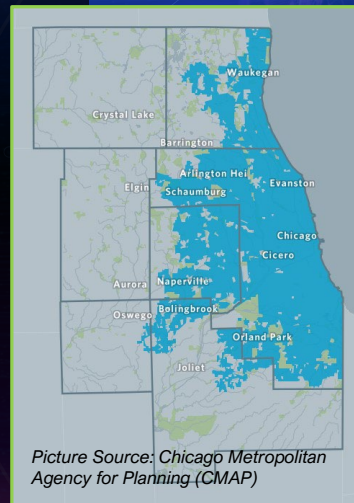 Waukegan
Crystal Lake
Barrington
Arlington Hei
Elgin
Schaumburg
Evanston
Chicago
Cicero
Aurora
Naperville
Oswego
Bolingbrook
Orland Park
Joliet
Picture Source: Chicago Metropolitan
Agency for Planning (CMAP)